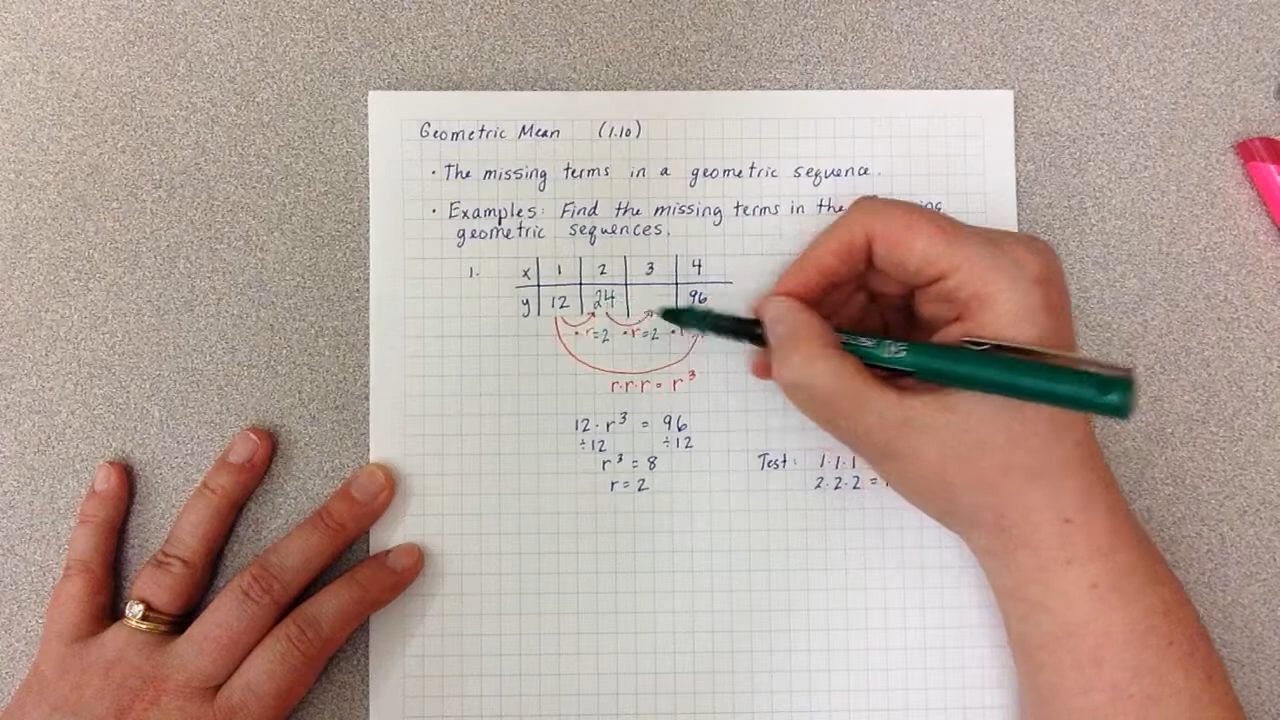 Geometric Mean (1.10)
• The missing terms in a geometric sequence.
• Examples: Find the missing terms in the
geometric sequences.
1. x 1 2 3 4
y 12 24 96
· r=2 · r=2 · r
r·r·r = r³
12 · r³ = 96
÷12 ÷12
r³ = 8
r = 2
Test: 1·1·1
2·2·2 =